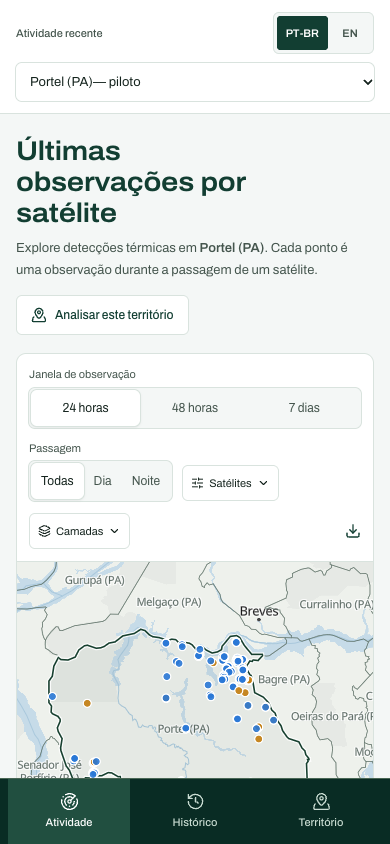 Atividade recente
PT-BR
EN
Portel (PA)— piloto
Últimas
observações por
satélite
Explore detecções térmicas em Portel (PA). Cada ponto é
uma observação durante a passagem de um satélite.
Analisar este território
Janela de observação
24 horas
48 horas
7 dias
Passagem
Todas
Dia
Noite
Satélites
Camadas
Gurupá (PA)
Melgaço (PA)
Breves
Curralinho (PA)
Bagre (PA)
Oeiras do Pará (P
Portel (PA)
Senador José
Porfírio (PA)
Moc
Atividade
Histórico
Território